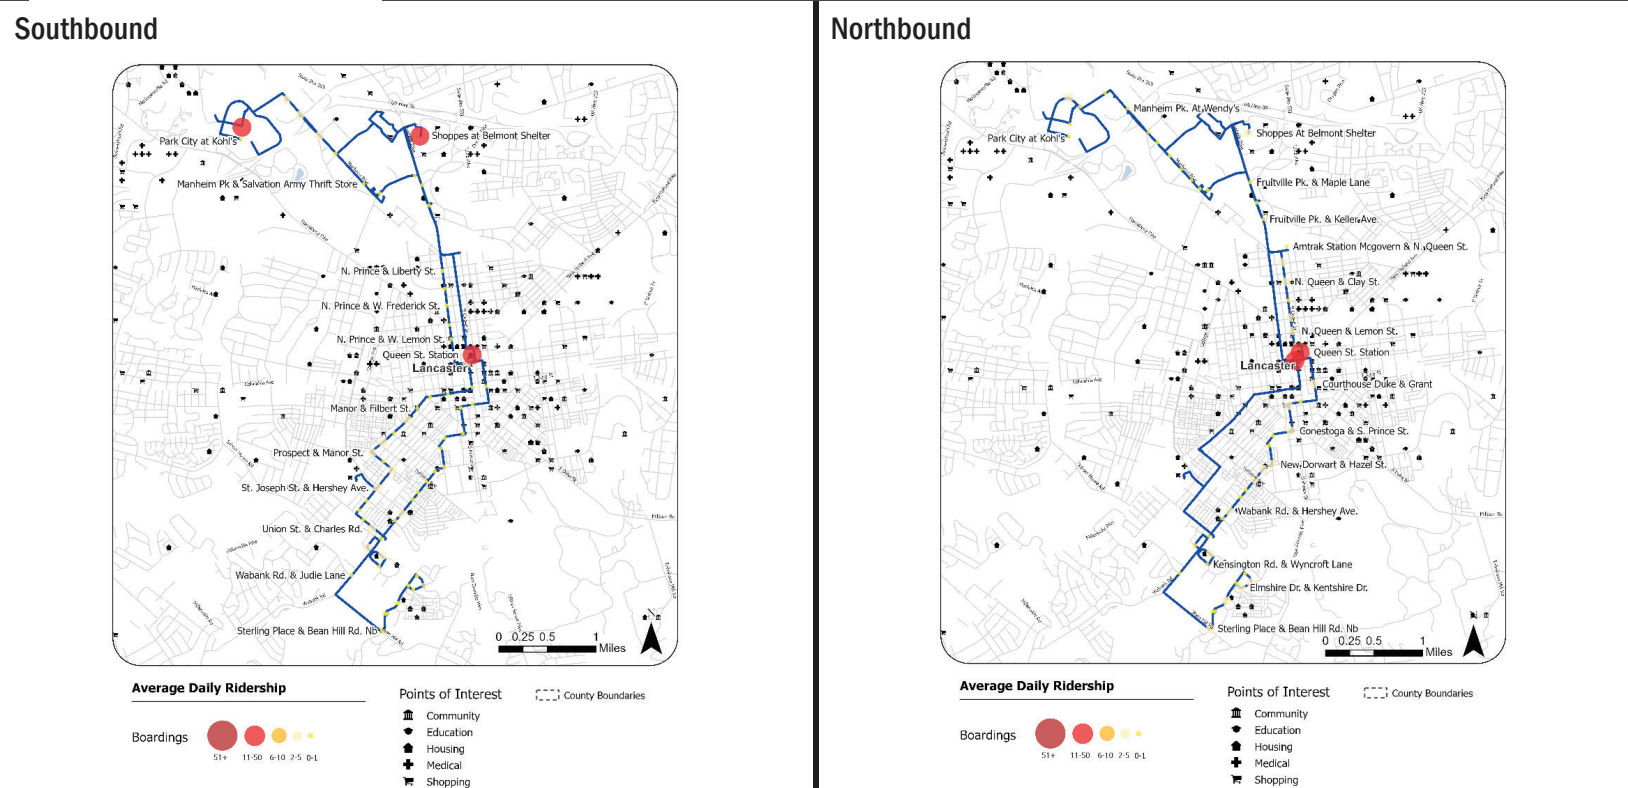 Southbound
Park City at Kohl's
Shoppes at Belmont Shelter
Manheim Pk & Salvation Army Thrift Store
N. Prince & Liberty St.
N. Prince & W. Frederick St.
N. Prince & W. Lemon St.
Queen St. Station
Lancaster
Manor & Filbert St.
Prospect & Manor St.
St. Joseph St. & Hershey Ave.
Union St. & Charles Rd.
Wabank Rd. & Judie Lane
Sterling Place & Bean Hill Rd. Nb
N
0 0.25 0.5 1
Miles
Average Daily Ridership
Boardings
51+ 11-50 6-10 2-5 0-1
Points of Interest
Community
Education
Housing
Medical
Shopping
County Boundaries
Northbound
Manheim Pk. At Wendy's
Park City at Kohl's
Shoppes At Belmont Shelter
Fruitville Pk. & Maple Lane
Fruitville Pk. & Keller Ave.
Amtrak Station Mcgovern & N. Queen St.
N. Queen & Clay St.
N. Queen & Lemon St.
Queen St. Station
Lancaster
Courthouse Duke & Grant
Conestoga & S. Prince St.
New Dorwart & Hazel St.
Wabank Rd. & Hershey Ave.
Kensington Rd. & Wyncroft Lane
Elmshire Dr. & Kentshire Dr.
Sterling Place & Bean Hill Rd. Nb
N
0 0.25 0.5 1
Miles
Average Daily Ridership
Boardings
51+ 11-50 6-10 2-5 0-1
Points of Interest
Community
Education
Housing
Medical
Shopping
County Boundaries